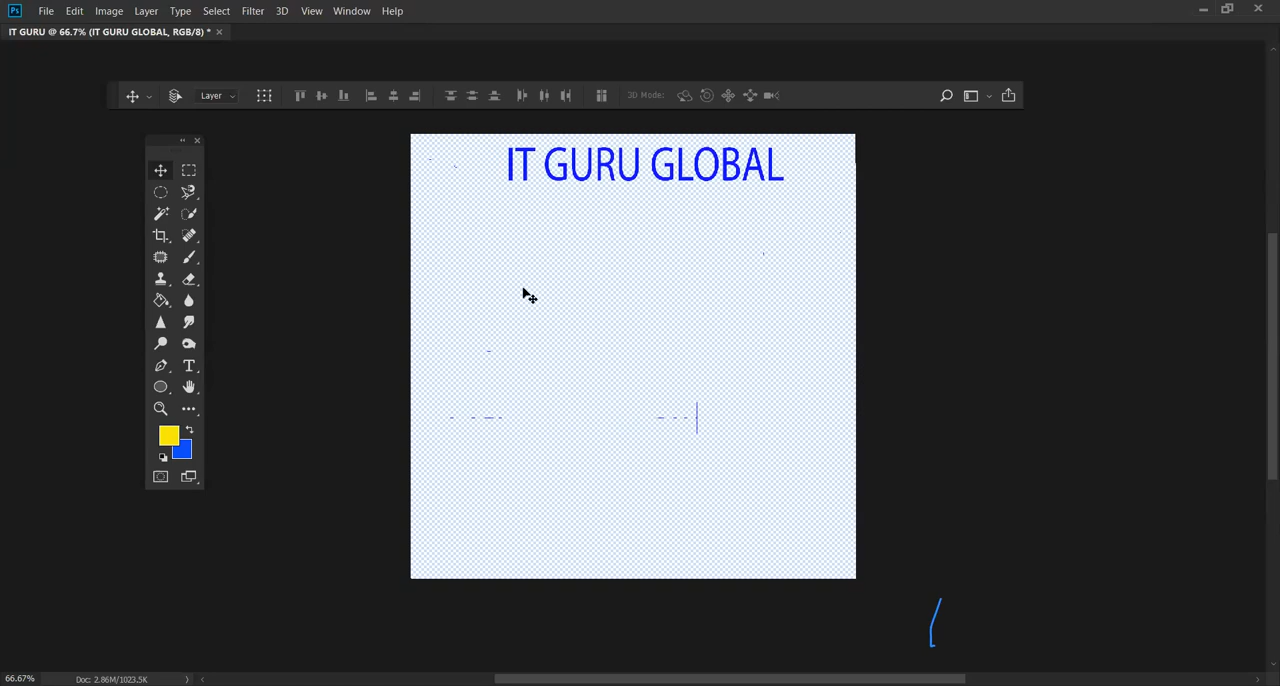 Ps File Edit Image Layer Type Select Filter 3D View Window Help
IT GURU @ 66.7% (IT GURU GLOBAL, RGB/8) * ×
Layer 3D Mode:
IT GURU GLOBAL
66.67% Doc: 2.86M/1023.5K